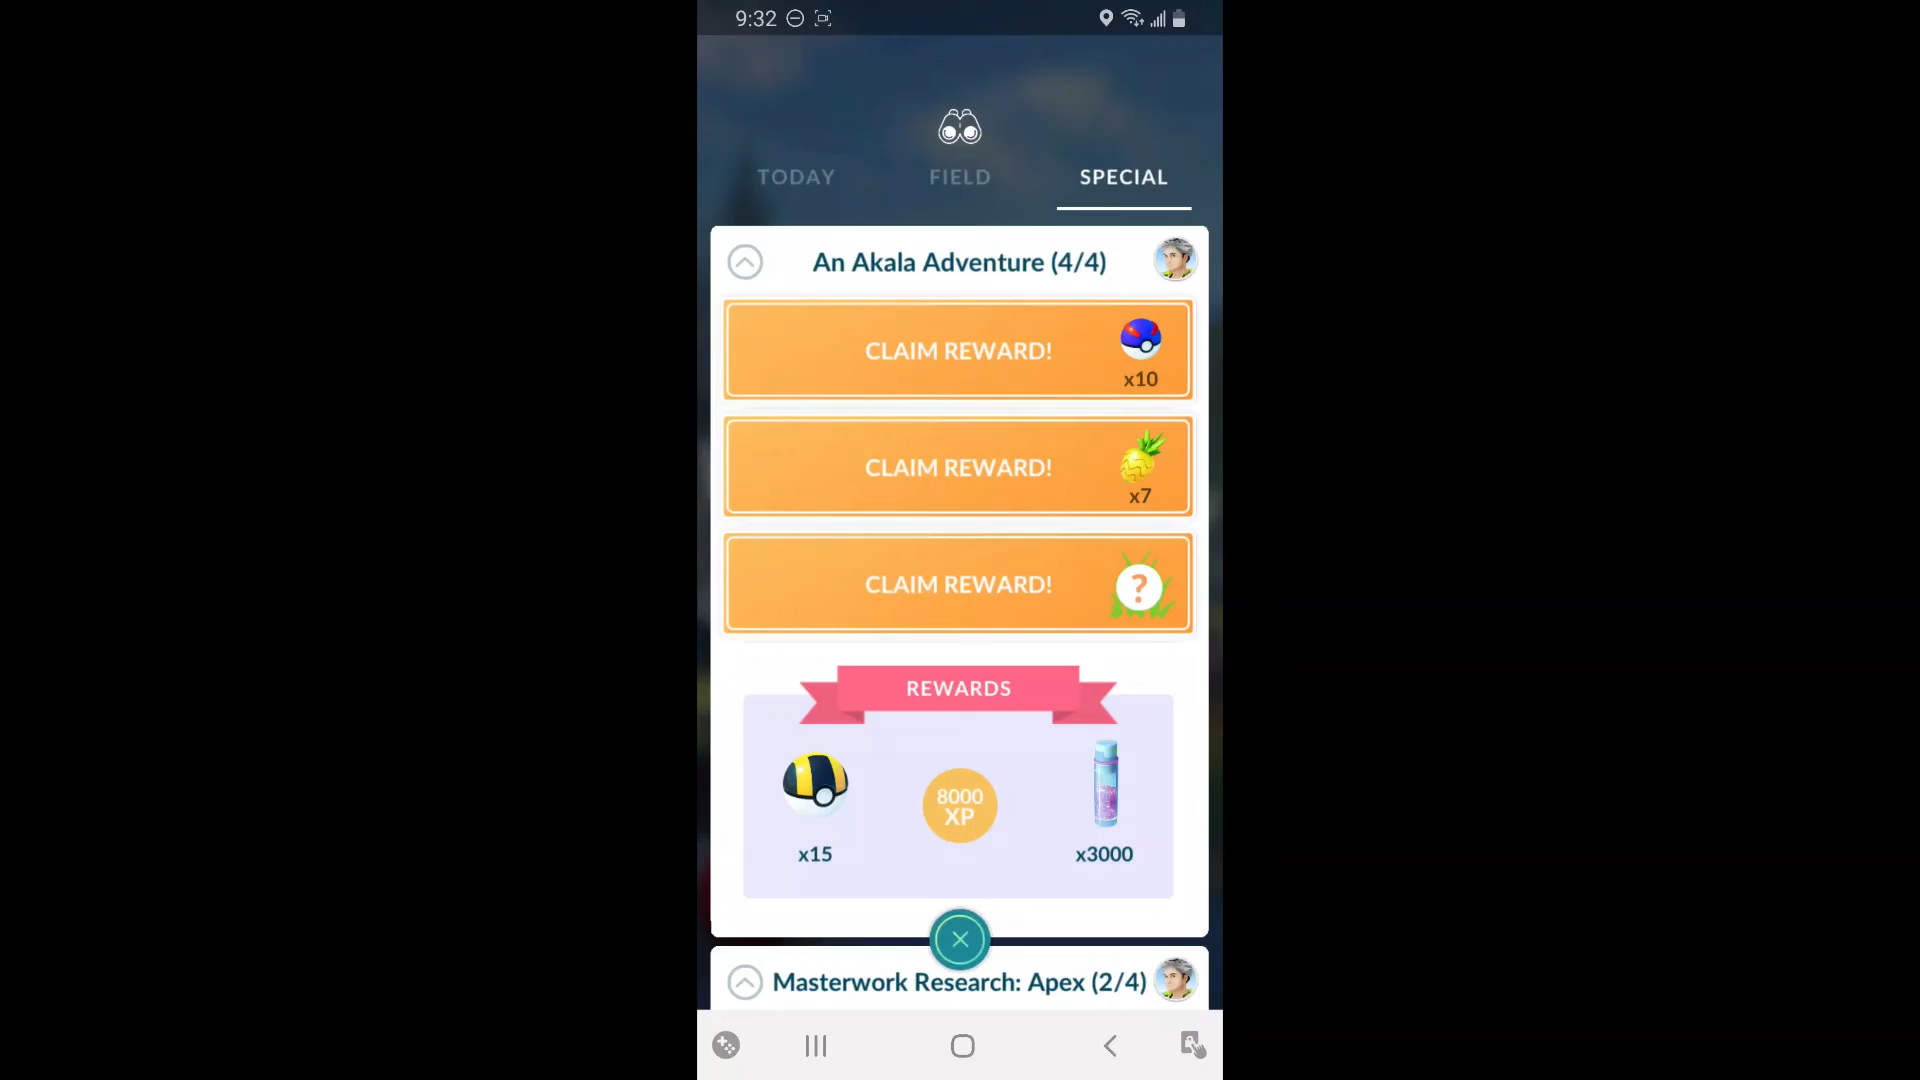 9:32
TODAY FIELD SPECIAL
An Akala Adventure (4/4)
CLAIM REWARD!
x10
CLAIM REWARD!
x7
CLAIM REWARD!
?
REWARDS
8000
XP
x15 x3000
Masterwork Research: Apex (2/4)